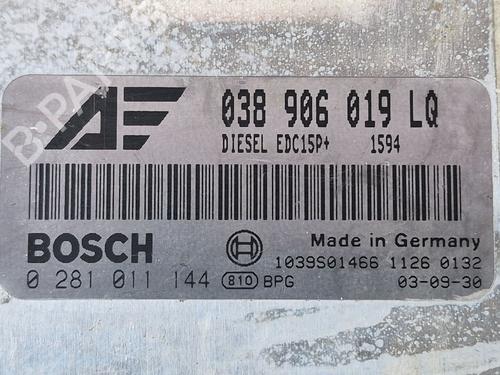 AF
038 906 019 LQ
DIESEL EDC15P+ 1594
BOSCH
Made in Germany
1039S01466 1126 0132
0 281 011 144 810 BPG 03-09-30